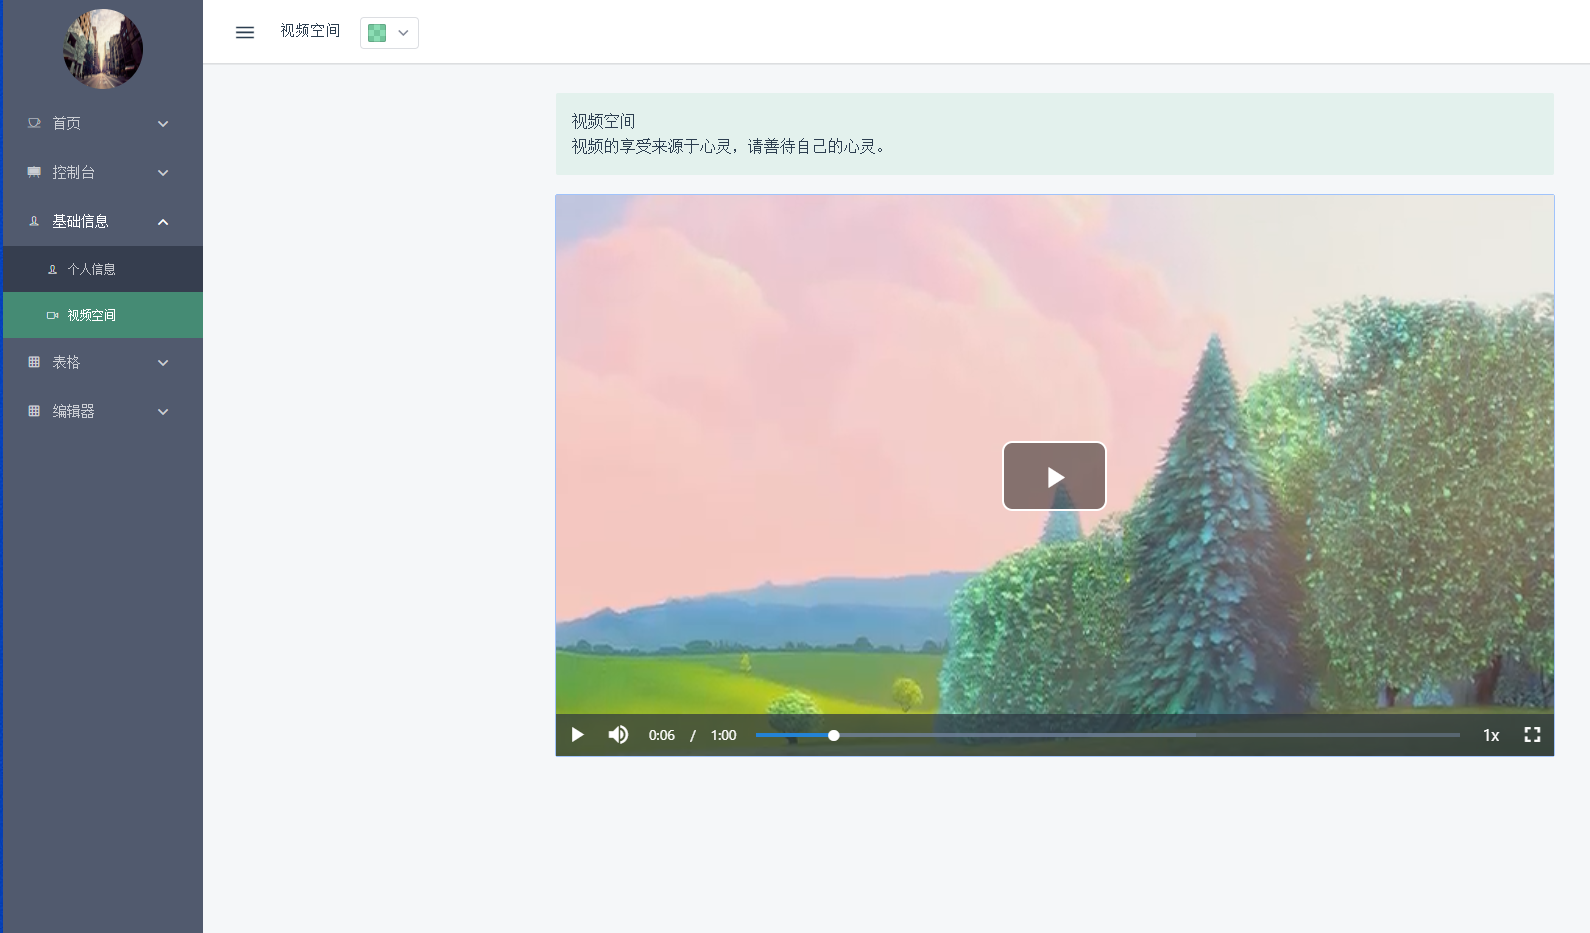 首页
控制台
基础信息
个人信息
视频空间
表格
编辑器
视频空间
视频空间
视频的享受来源于心灵，请善待自己的心灵。
0:06 / 1:00
1x